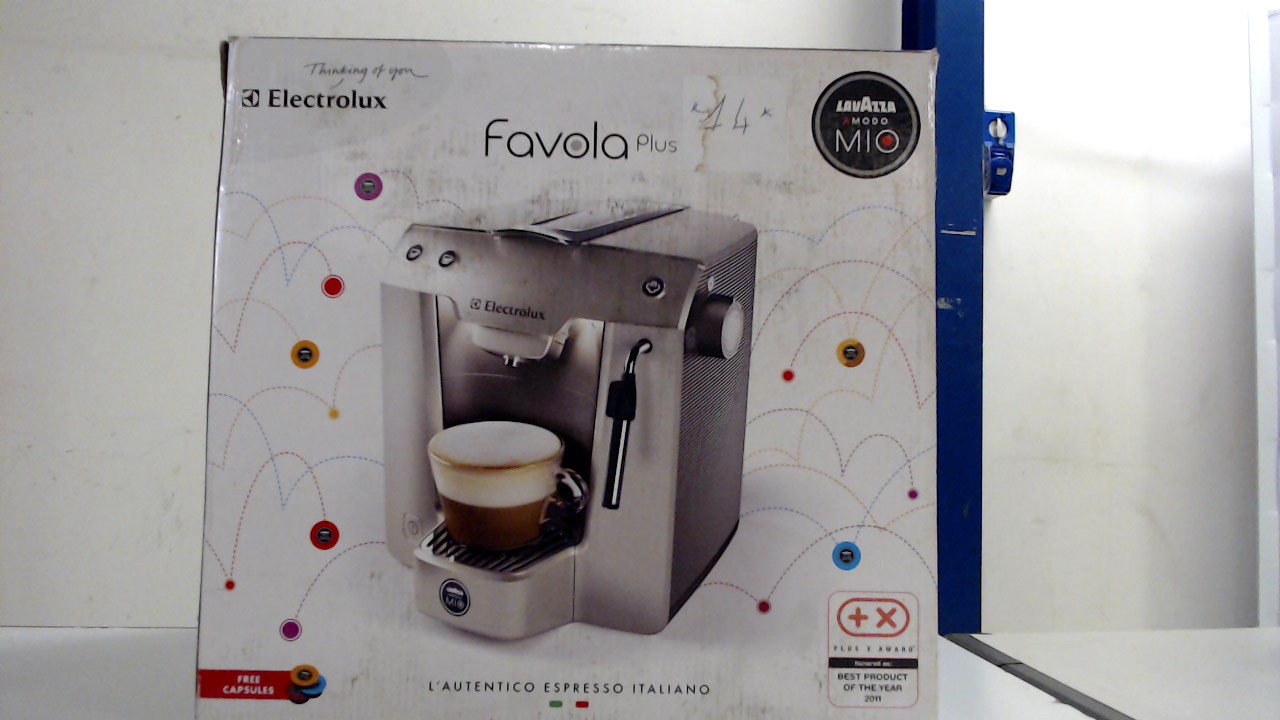 Thinking of you
Electrolux
Favola Plus
*14*
LAVAZZA
A MODO
MIO
Electrolux
MIO
FREE
CAPSULES
L'AUTENTICO ESPRESSO ITALIANO
PLUS X AWARD
BEST PRODUCT
OF THE YEAR
2011